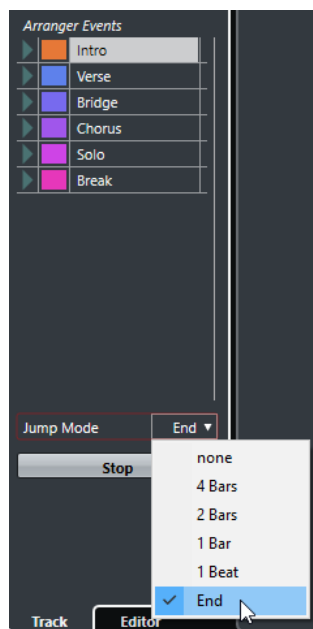 Arranger Events
Intro
Verse
Bridge
Chorus
Solo
Break
Jump Mode End
Stop
none
4 Bars
2 Bars
1 Bar
1 Beat
End
Track Editor